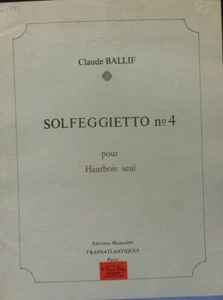 Claude BALLIF
SOLFEGGIETTO nº 4
pour
Hautbois seul
Editions Musicales
TRANSATLANTIQUES
Paris